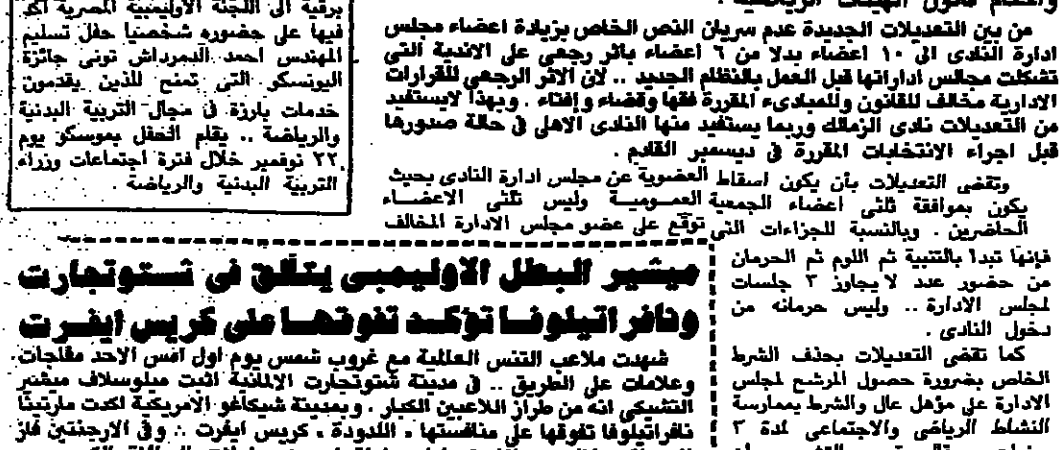 واعظم قانون الهيئات الرياضية .
من بين التعديلات الجديدة عدم سريان النص الخاص بزيادة اعضاء مجلس
ادارة النادى الى ١٠ اعضاء بدلا من ٦ اعضاء باثر رجعى على الاندية التى
تشكلت مجالس اداراتها قبل العمل بالنظام الجديد .. لان الاثر الرجعى للقرارات
الادارية مخالف للقانون وللمبادىء المقررة فقها وقضاء وإفتاء . وبهذا لايستفيد
من التعديلات نادى الزمالك وربما يستفيد منها النادى الاهلى فى حالة صدورها
قبل اجراء الانتخابات المقررة فى ديسمبر القادم .
وتقضى التعديلات بأن يكون اسقاط العضوية عن مجلس ادارة النادى بحيث
يكون بموافقة ثلثى اعضاء الجمعية العمومية وليس ثلثى الاعضاء
الحاضرين . وبالنسبة للجزاءات التى توقع على عضو مجلس الادارة المخالف
فإنها تبدا بالتنبية ثم اللوم ثم الحرمان
من حضور عدد لا يجاوز ٣ جلسات
لمجلس الادارة .. وليس حرمانه من
دخول النادى .
كما تقضى التعديلات بحذف الشرط
الخاص بضرورة حصول المرشح لمجلس
الادارة على مؤهل عال والشرط بممارسة
النشاط الرياضى والاجتماعى لمدة ٣
برقية الى اللجنة الاوليمبية المصرية اكد
فيها على حضوره شخصيا حفل تسليم
المهندس احمد الدمرداش تونى جائزة
اليونسكو التى تمنح للذين يقدمون
خدمات بارزة فى مجال التربية البدنية
والرياضة .. يقام الحفل بموسكو يوم
٢٢ نوفمبر خلال فترة اجتماعات وزراء
التربية البدنية والرياضة .
ميشير البطل الاوليمبى يتألق فى شتوتجارت
ونافراتيلوفا تؤكد تفوقها على كريس ايفرت
شهدت ملاعب التنس العالمية مع غروب شمس يوم اول امس الاحد مفاجات
وعلامات على الطريق .. فى مدينة شتوتجارت الالمانية اثبت ميلوسلاف ميشير
التشيكى انه من طراز اللاعبين الكبار . وبمدينة شيكاغو الامريكية اكدت مارتينا
نافراتيلوفا تفوقها على منافستها ، اللدودة ، كريس ايفرت .. وفى الارجنتين فاز